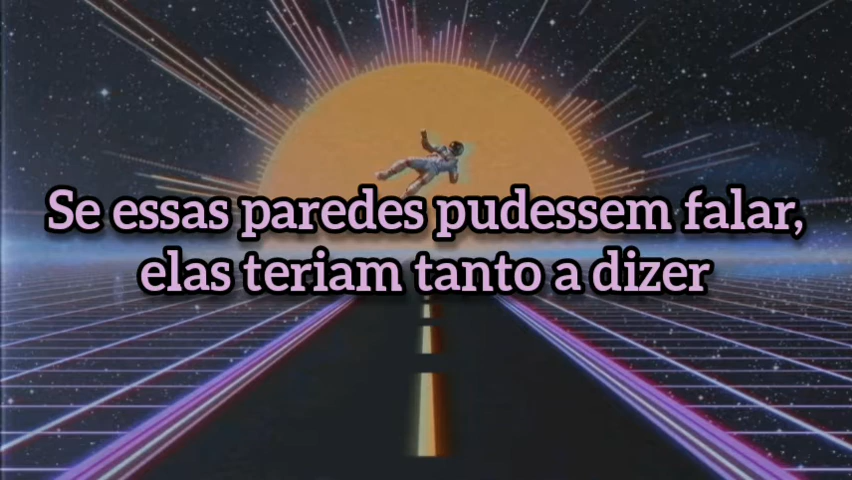 Se essas paredes pudessem falar,
elas teriam tanto a dizer